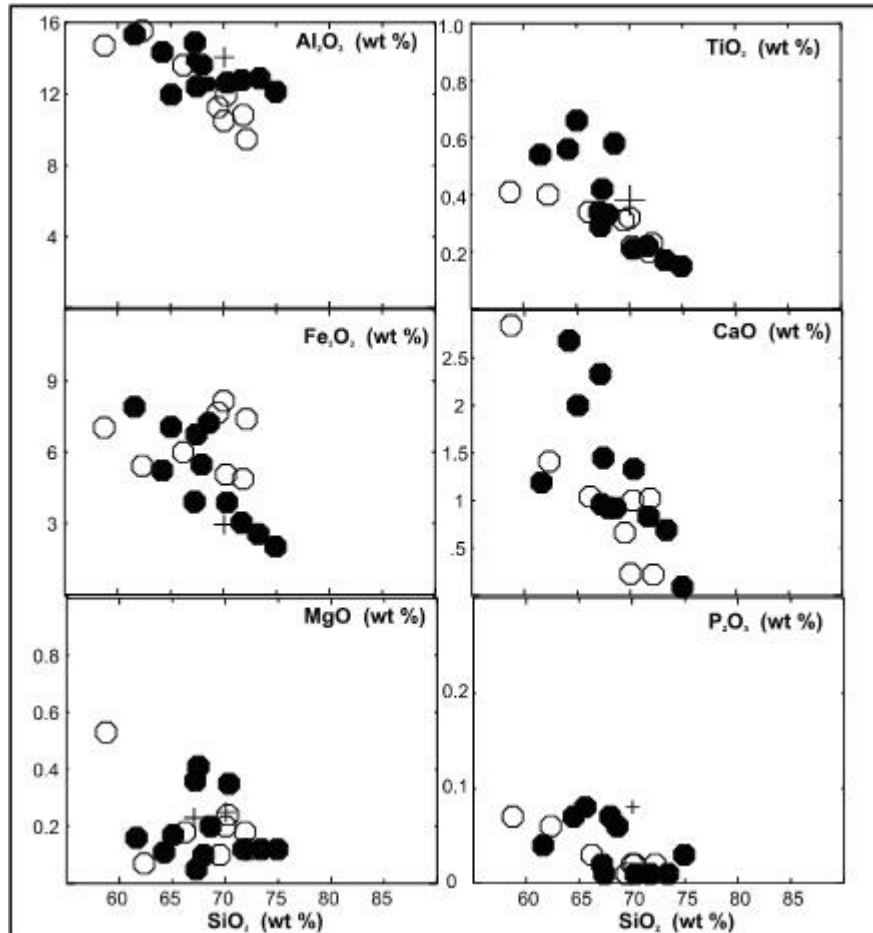 16
Al₂O₃ (wt %)
12
8
4
1.0
TiO₂ (wt %)
0.8
0.6
0.4
0.2
Fe₂O₃ (wt %)
9
6
3
CaO (wt %)
2.5
2
1.5
1
.5
MgO (wt %)
0.8
0.6
0.4
0.2
60 65 70 75 80 85
SiO₂ (wt %)
P₂O₅ (wt %)
0.2
0.1
0
60 65 70 75 80 85
SiO₂ (wt %)